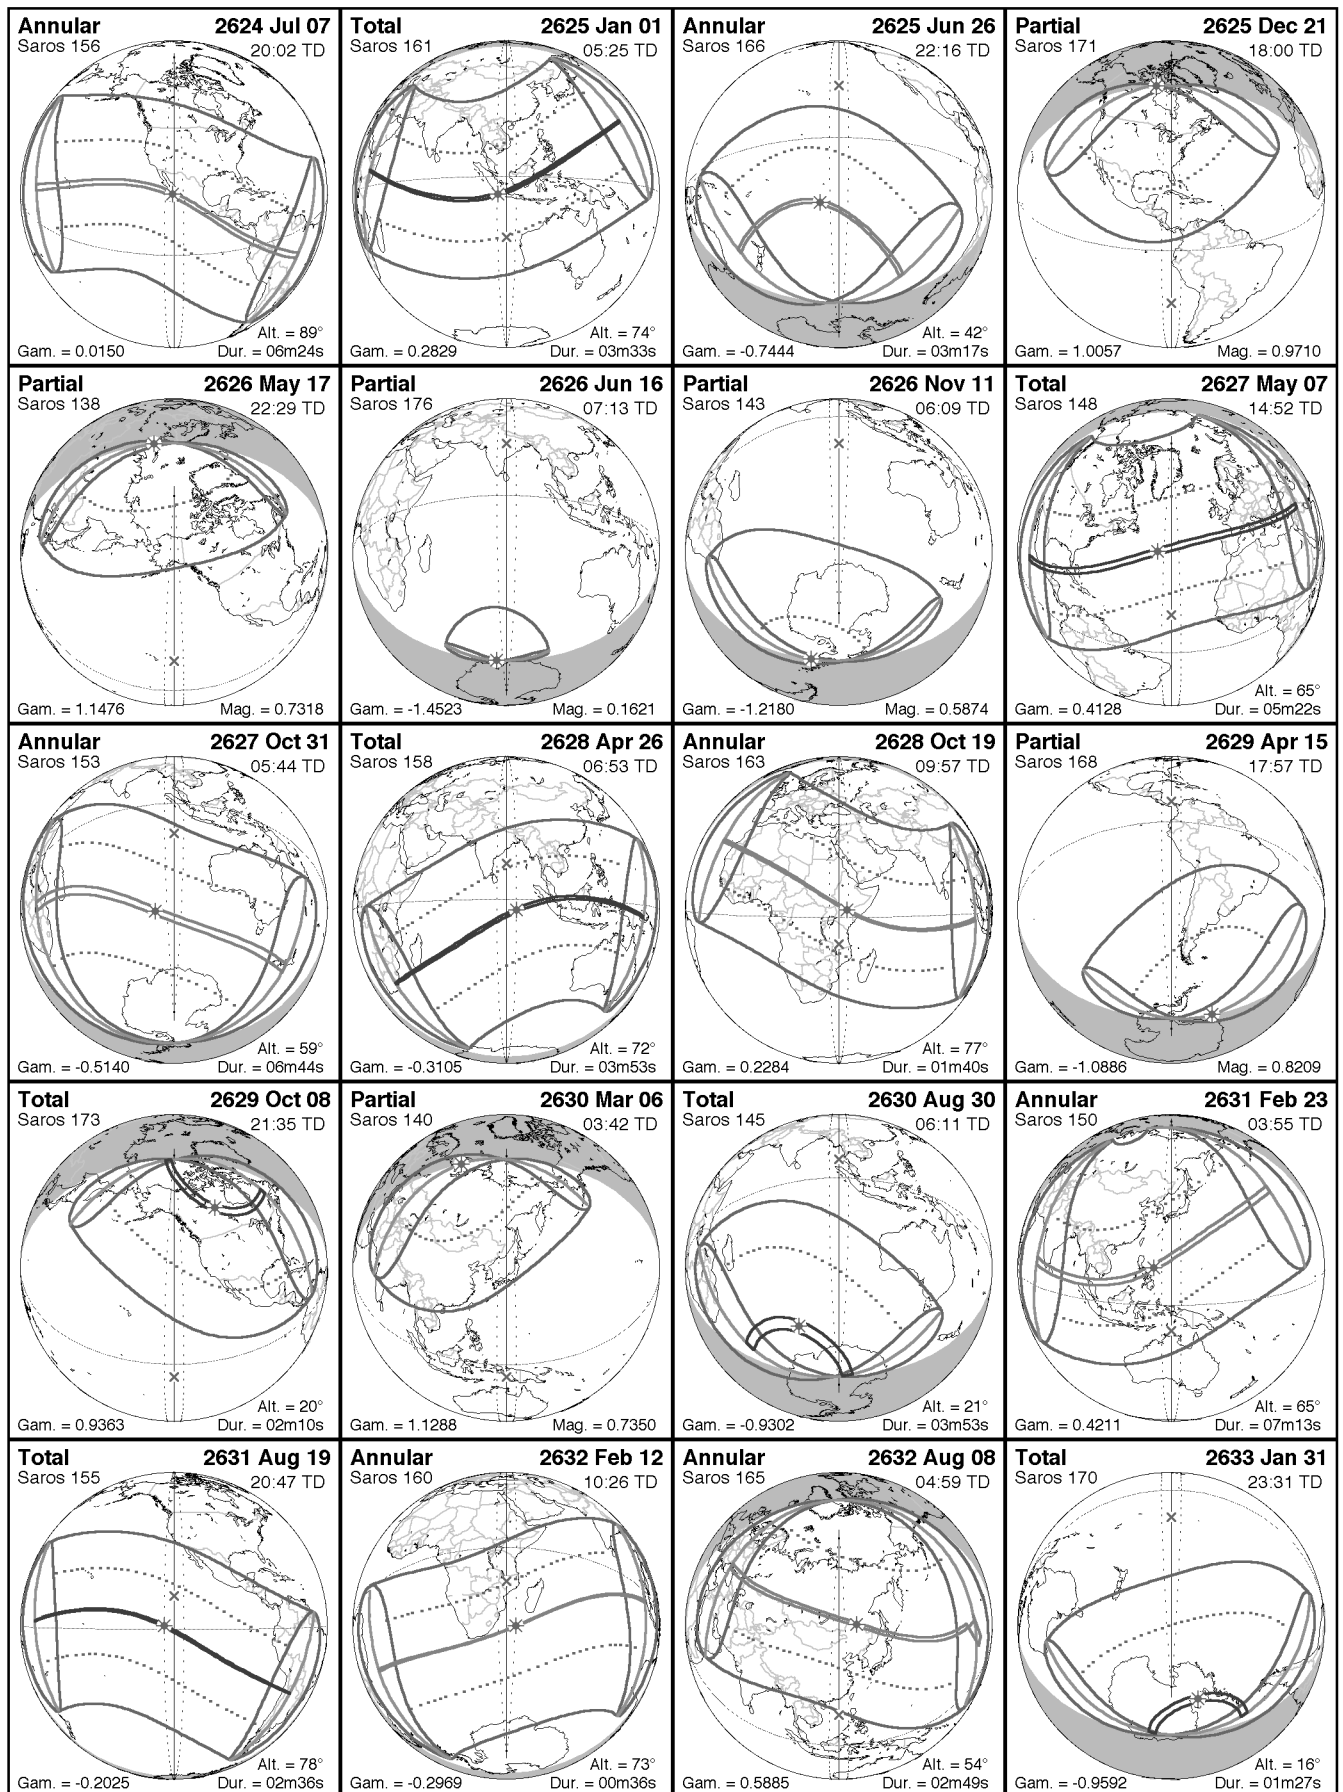 Annular 2624 Jul 07
Saros 156 20:02 TD
Alt. = 89°
Gam. = 0.0150 Dur. = 06m24s
Total 2625 Jan 01
Saros 161 05:25 TD
Alt. = 74°
Gam. = 0.2829 Dur. = 03m33s
Annular 2625 Jun 26
Saros 166 22:16 TD
Alt. = 42°
Gam. = -0.7444 Dur. = 03m17s
Partial 2625 Dec 21
Saros 171 18:00 TD
Gam. = 1.0057 Mag. = 0.9710
Partial 2626 May 17
Saros 138 22:29 TD
Gam. = 1.1476 Mag. = 0.7318
Partial 2626 Jun 16
Saros 176 07:13 TD
Gam. = -1.4523 Mag. = 0.1621
Partial 2626 Nov 11
Saros 143 06:09 TD
Gam. = -1.2180 Mag. = 0.5874
Total 2627 May 07
Saros 148 14:52 TD
Alt. = 65°
Gam. = 0.4128 Dur. = 05m22s
Annular 2627 Oct 31
Saros 153 05:44 TD
Alt. = 59°
Gam. = -0.5140 Dur. = 06m44s
Total 2628 Apr 26
Saros 158 06:53 TD
Alt. = 72°
Gam. = -0.3105 Dur. = 03m53s
Annular 2628 Oct 19
Saros 163 09:57 TD
Alt. = 77°
Gam. = 0.2284 Dur. = 01m40s
Partial 2629 Apr 15
Saros 168 17:57 TD
Gam. = -1.0886 Mag. = 0.8209
Total 2629 Oct 08
Saros 173 21:35 TD
Alt. = 20°
Gam. = 0.9363 Dur. = 02m10s
Partial 2630 Mar 06
Saros 140 03:42 TD
Gam. = 1.1288 Mag. = 0.7350
Total 2630 Aug 30
Saros 145 06:11 TD
Alt. = 21°
Gam. = -0.9302 Dur. = 03m53s
Annular 2631 Feb 23
Saros 150 03:55 TD
Alt. = 65°
Gam. = 0.4211 Dur. = 07m13s
Total 2631 Aug 19
Saros 155 20:47 TD
Alt. = 78°
Gam. = -0.2025 Dur. = 02m36s
Annular 2632 Feb 12
Saros 160 10:26 TD
Alt. = 73°
Gam. = -0.2969 Dur. = 00m36s
Annular 2632 Aug 08
Saros 165 04:59 TD
Alt. = 54°
Gam. = 0.5885 Dur. = 02m49s
Total 2633 Jan 31
Saros 170 23:31 TD
Alt. = 16°
Gam. = -0.9592 Dur. = 01m27s